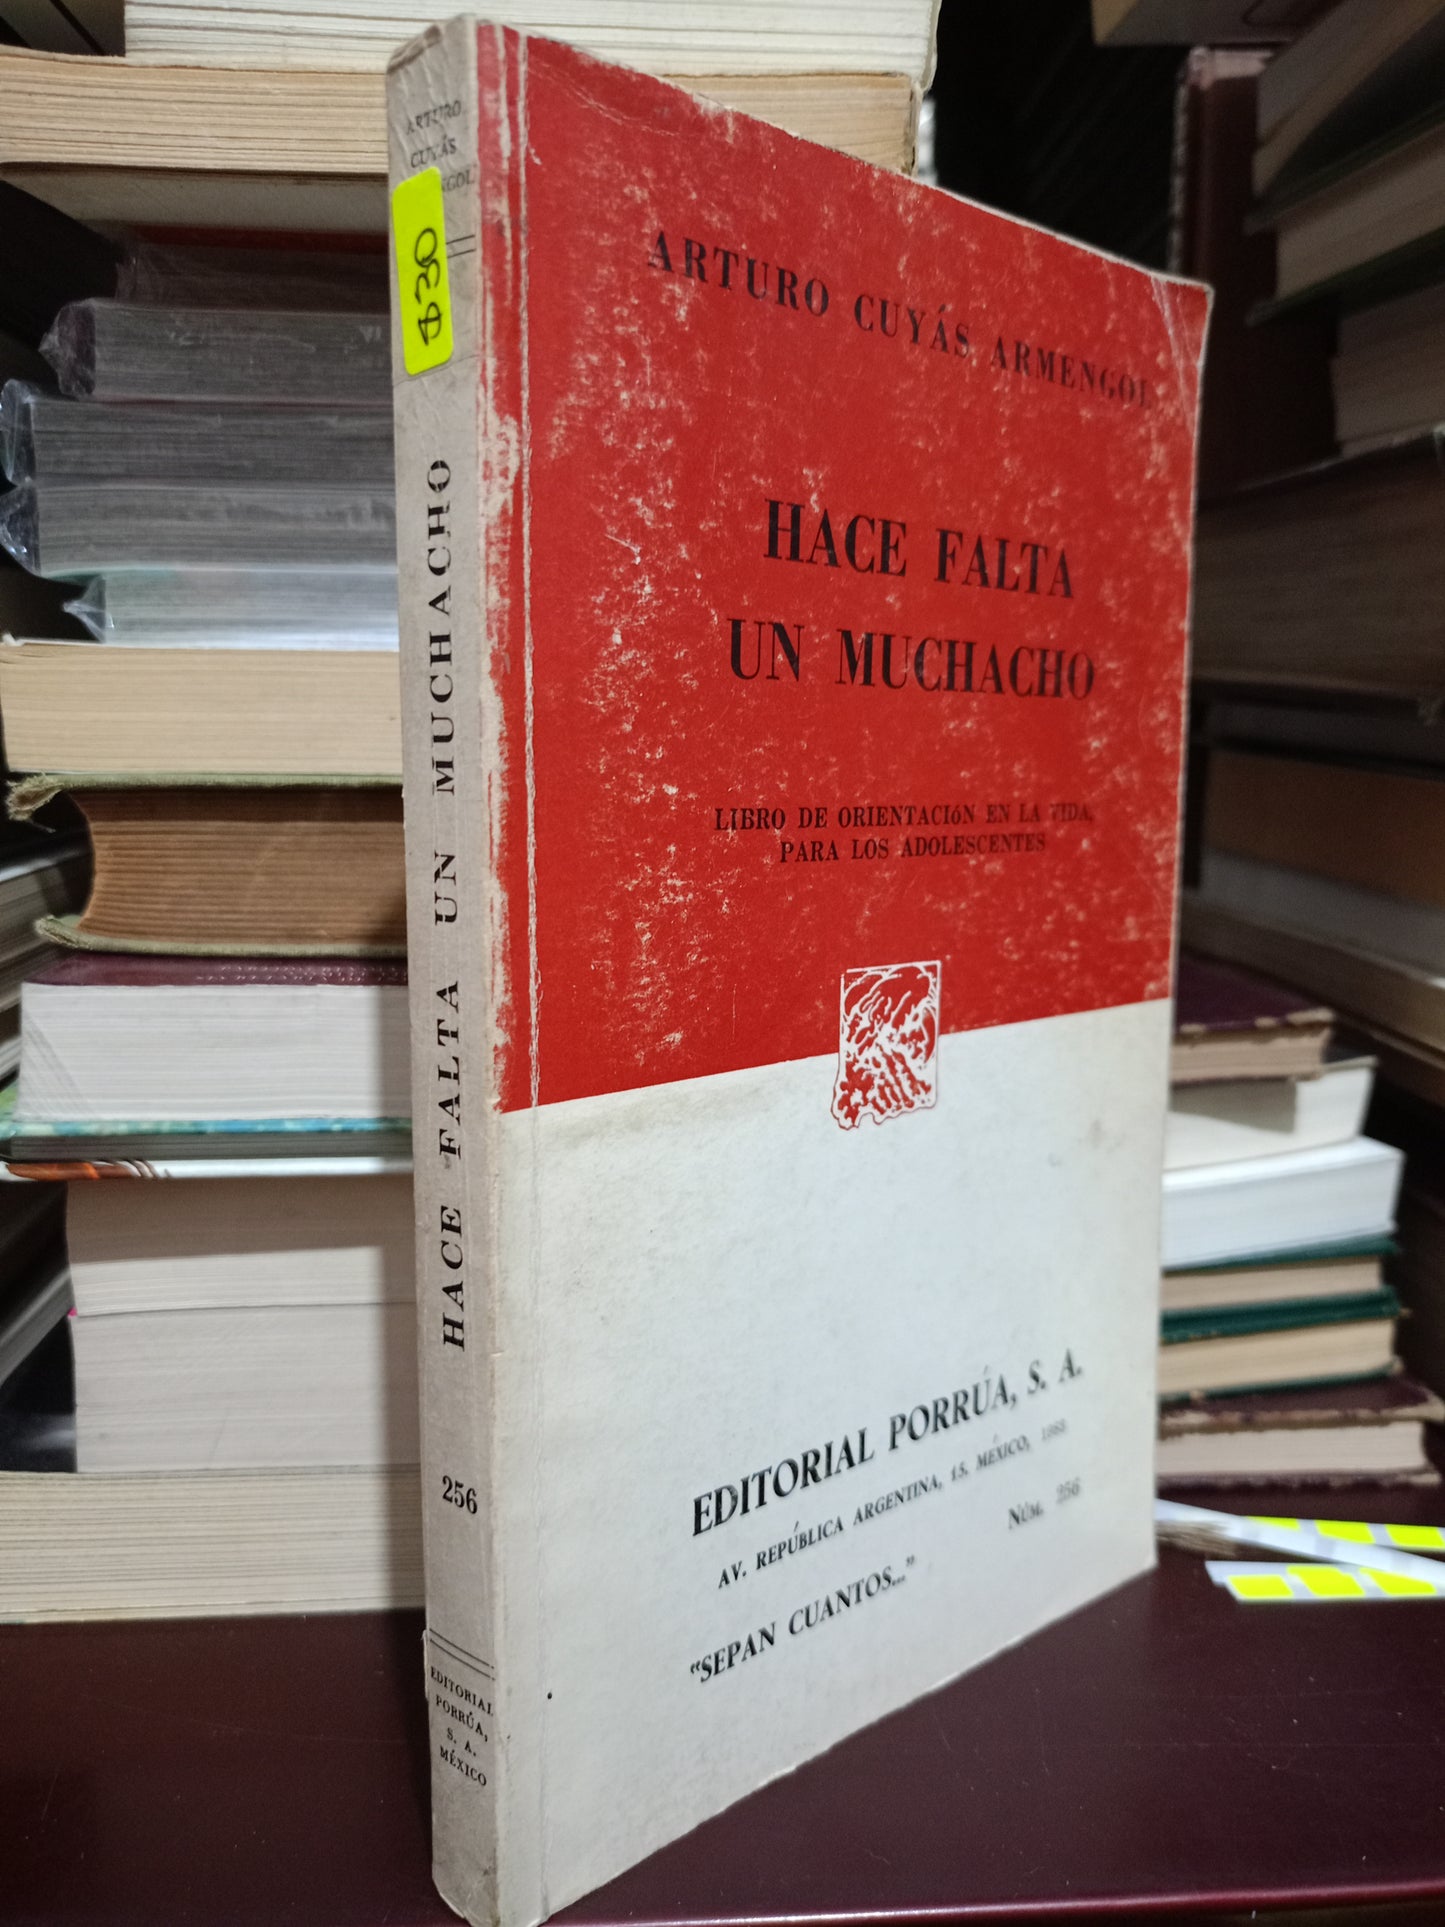 ARTURO
CUYÁS
NGOL
$30
HACE FALTA UN MUCHACHO
256
EDITORIAL
PORRÚA,
S. A.
MÉXICO
ARTURO CUYÁS ARMENGOL
HACE FALTA
UN MUCHACHO
LIBRO DE ORIENTACIÓN EN LA VIDA,
PARA LOS ADOLESCENTES
EDITORIAL PORRÚA, S. A.
AV. REPÚBLICA ARGENTINA, 15. MÉXICO,
"SEPAN CUANTOS..."
NÚM. 256